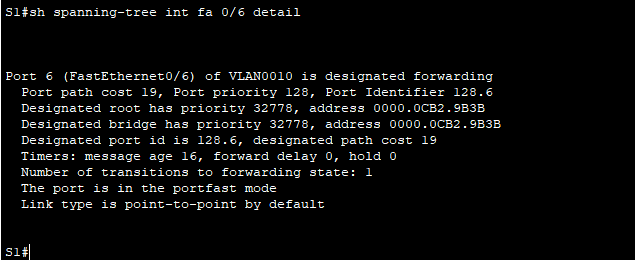 S1#sh spanning-tree int fa 0/6 detail
Port 6 (FastEthernet0/6) of VLAN0010 is designated forwarding
Port path cost 19, Port priority 128, Port Identifier 128.6
Designated root has priority 32778, address 0000.0CB2.9B3B
Designated bridge has priority 32778, address 0000.0CB2.9B3B
Designated port id is 128.6, designated path cost 19
Timers: message age 16, forward delay 0, hold 0
Number of transitions to forwarding state: 1
The port is in the portfast mode
Link type is point-to-point by default
S1#